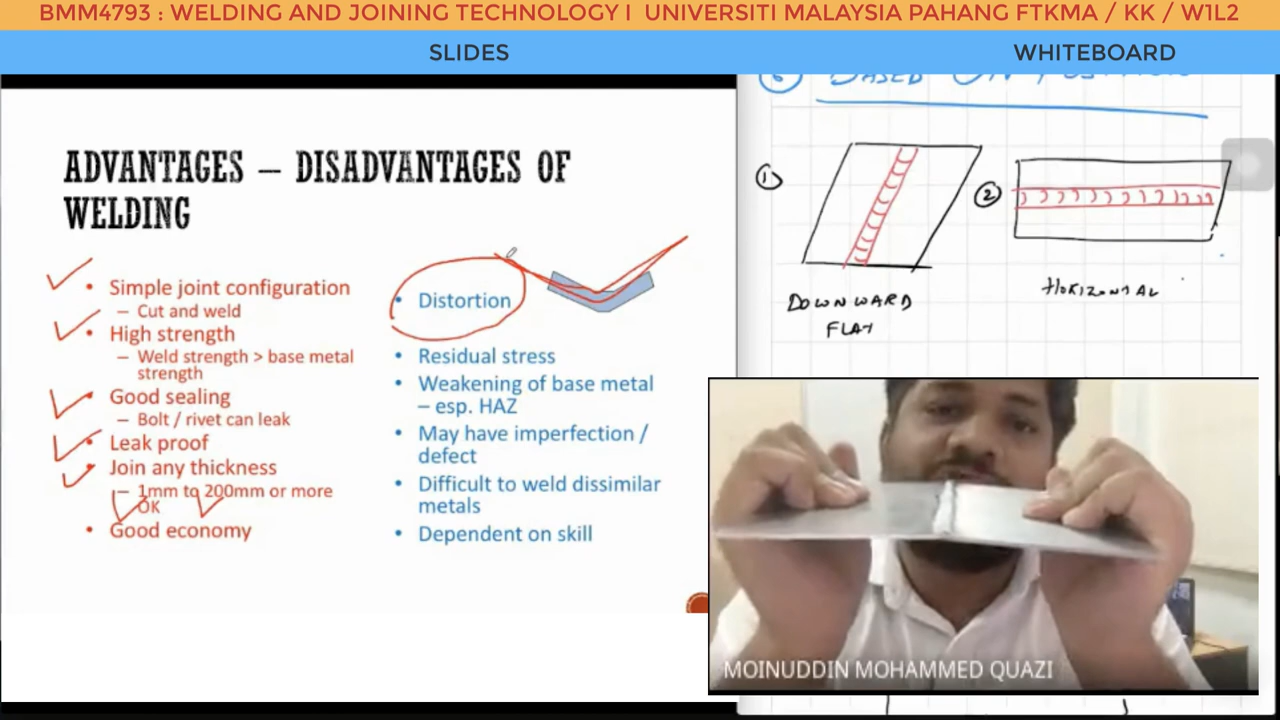 BMM4793 : WELDING AND JOINING TECHNOLOGY I UNIVERSITI MALAYSIA PAHANG FTKMA / KK / W1L2
SLIDES
WHITEBOARD
ADVANTAGES – DISADVANTAGES OF
WELDING
• Simple joint configuration
– Cut and weld
• High strength
– Weld strength > base metal
strength
• Good sealing
– Bolt / rivet can leak
• Leak proof
• Join any thickness
– 1mm to 200mm or more
OK
• Good economy
• Distortion
• Residual stress
• Weakening of base metal
– esp. HAZ
• May have imperfection /
defect
• Difficult to weld dissimilar
metals
• Dependent on skill
6 BASED ON POSITION
1
DOWNWARD
FLAT
2
HORIZONTAL
MOINUDDIN MOHAMMED QUAZI